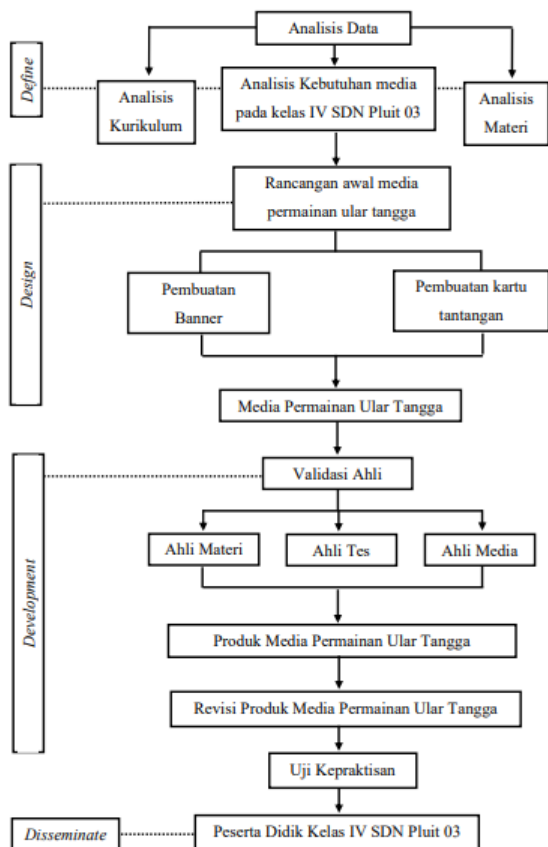 Analisis Data
Define
Analisis
Kurikulum
Analisis Kebutuhan media
pada kelas IV SDN Pluit 03
Analisis
Materi
Design
Rancangan awal media
permainan ular tangga
Pembuatan
Banner
Pembuatan kartu
tantangan
Media Permainan Ular Tangga
Development
Validasi Ahli
Ahli Materi
Ahli Tes
Ahli Media
Produk Media Permainan Ular Tangga
Revisi Produk Media Permainan Ular Tangga
Uji Kepraktisan
Disseminate
Peserta Didik Kelas IV SDN Pluit 03